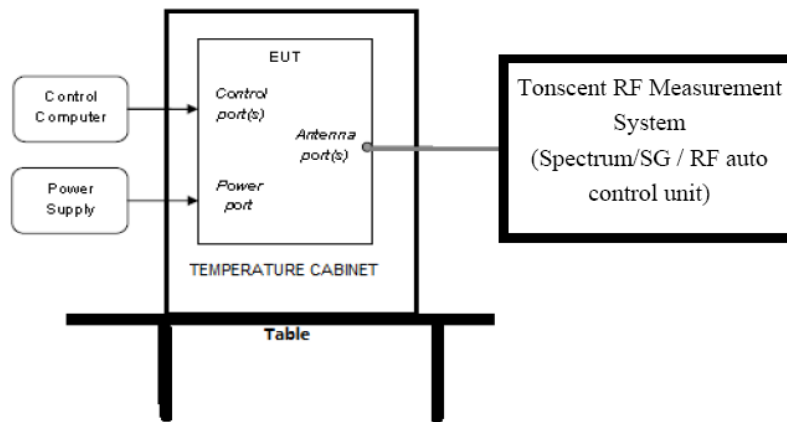 EUT
Control
Computer
Control
port(s)
Antenna
port(s)
Power
Supply
Power
port
TEMPERATURE CABINET
Table
Tonscent RF Measurement
System
(Spectrum/SG / RF auto
control unit)